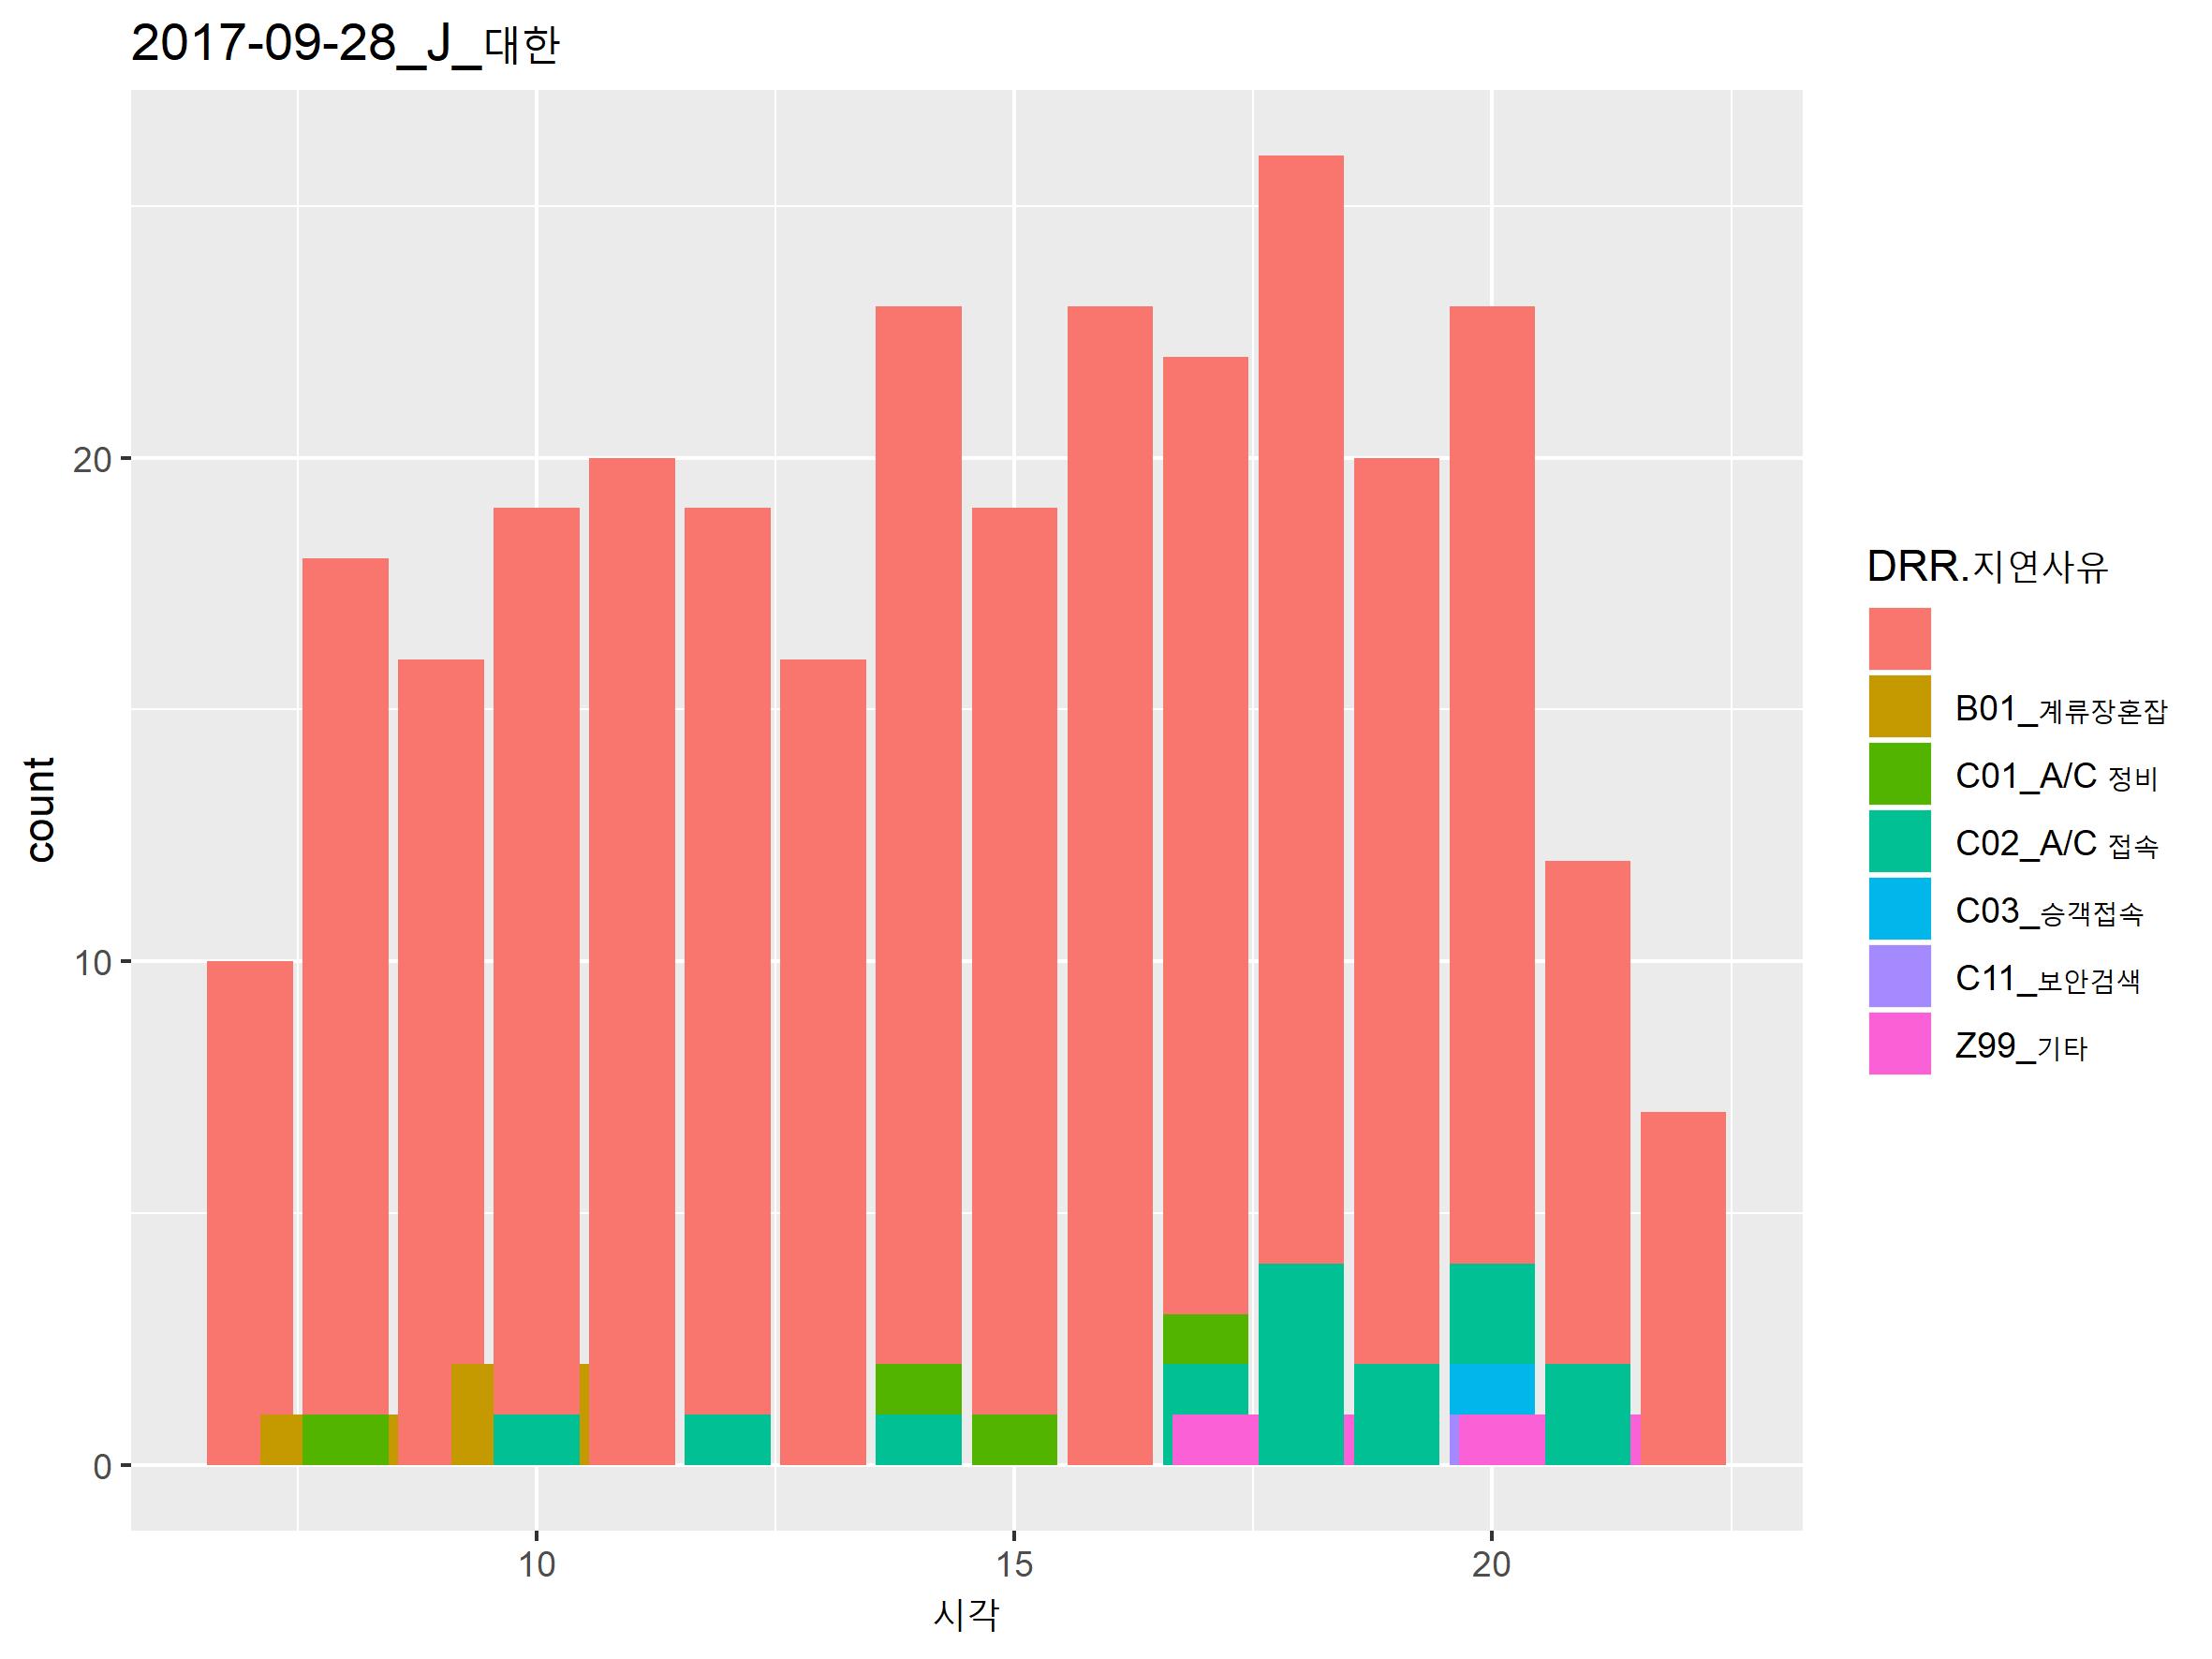 2017-09-28_J_대한
count
20
10
0
10
15
20
시각
DRR.지연사유
B01_계류장혼잡
C01_A/C 정비
C02_A/C 접속
C03_승객접속
C11_보안검색
Z99_기타